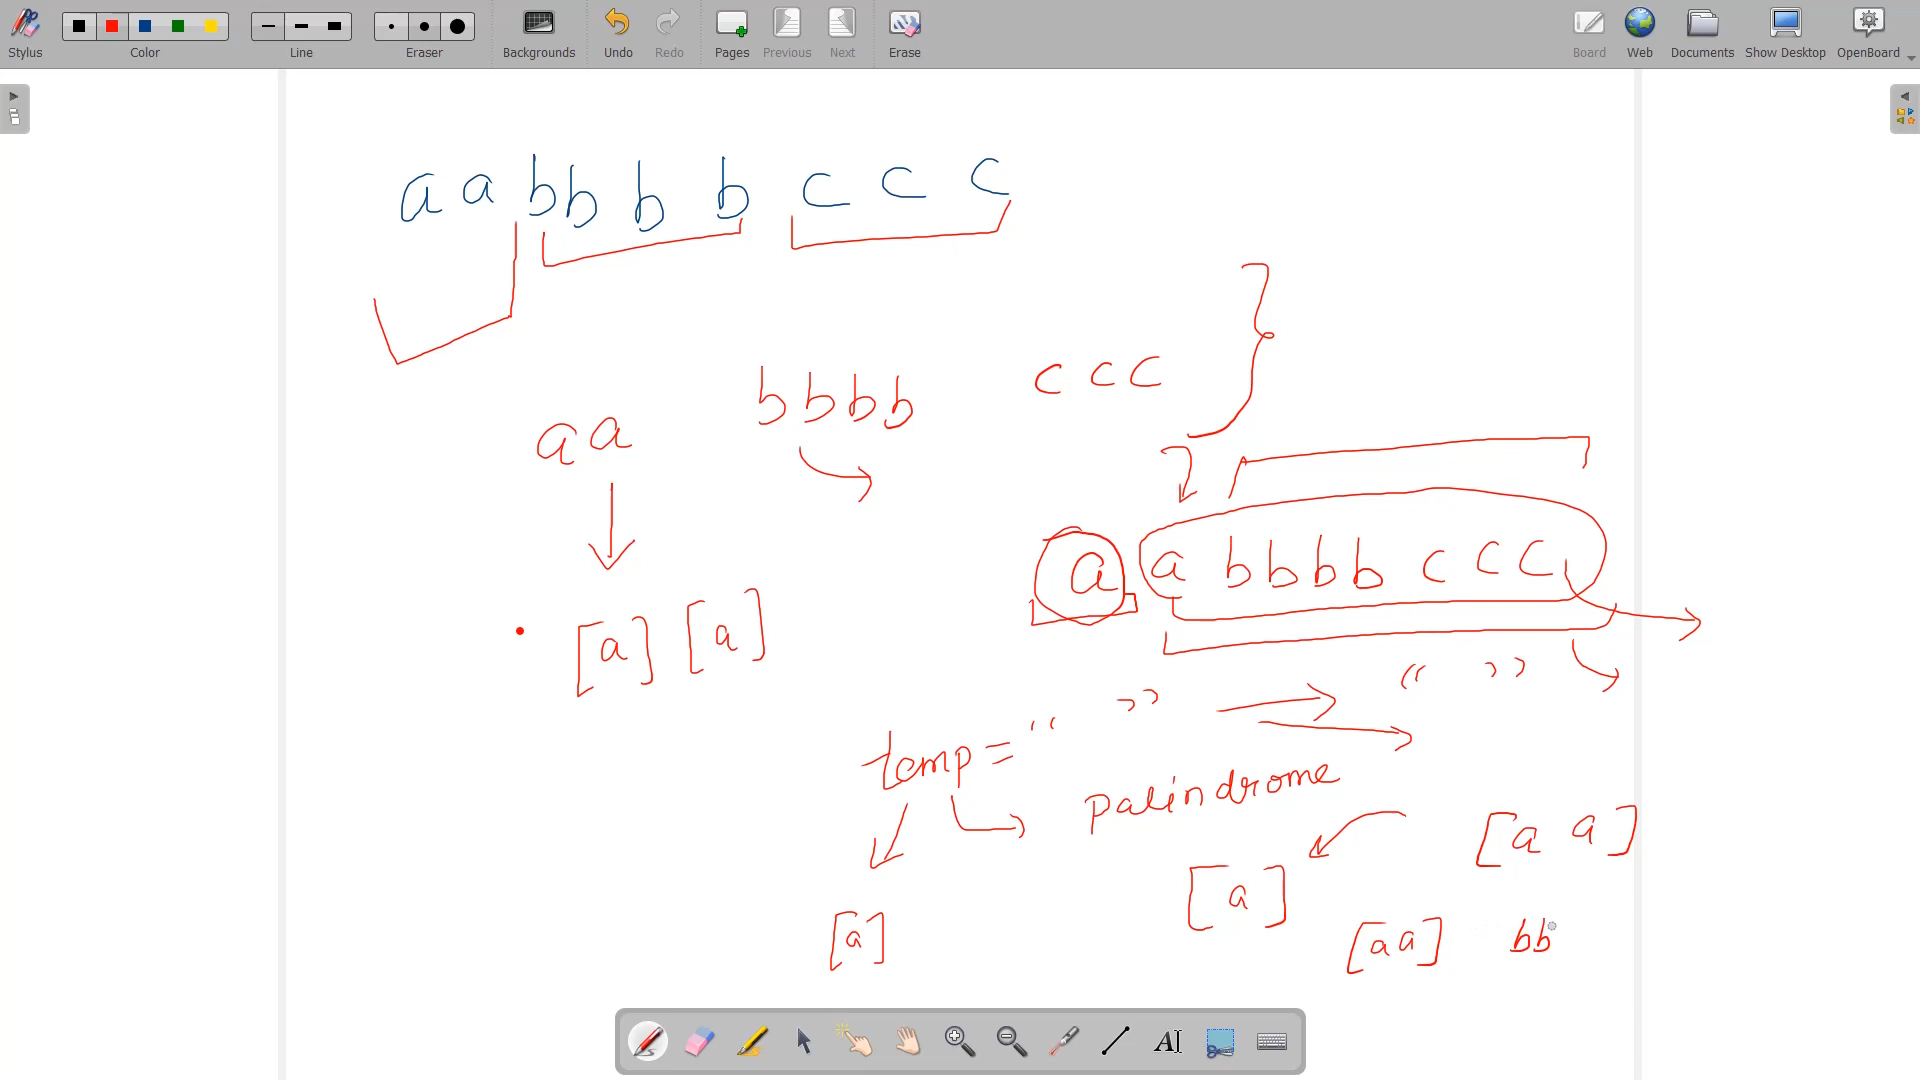 Stylus Color Line Eraser Backgrounds Undo Redo Pages Previous Next Erase Board Web Documents Show Desktop OpenBoard
a a b b b b c c c
a a b b b b c c c
a a b b b b c c c
[a] [a]
temp = " " " "
palindrome
[a a]
[a] [a]
[a a] bb
AI